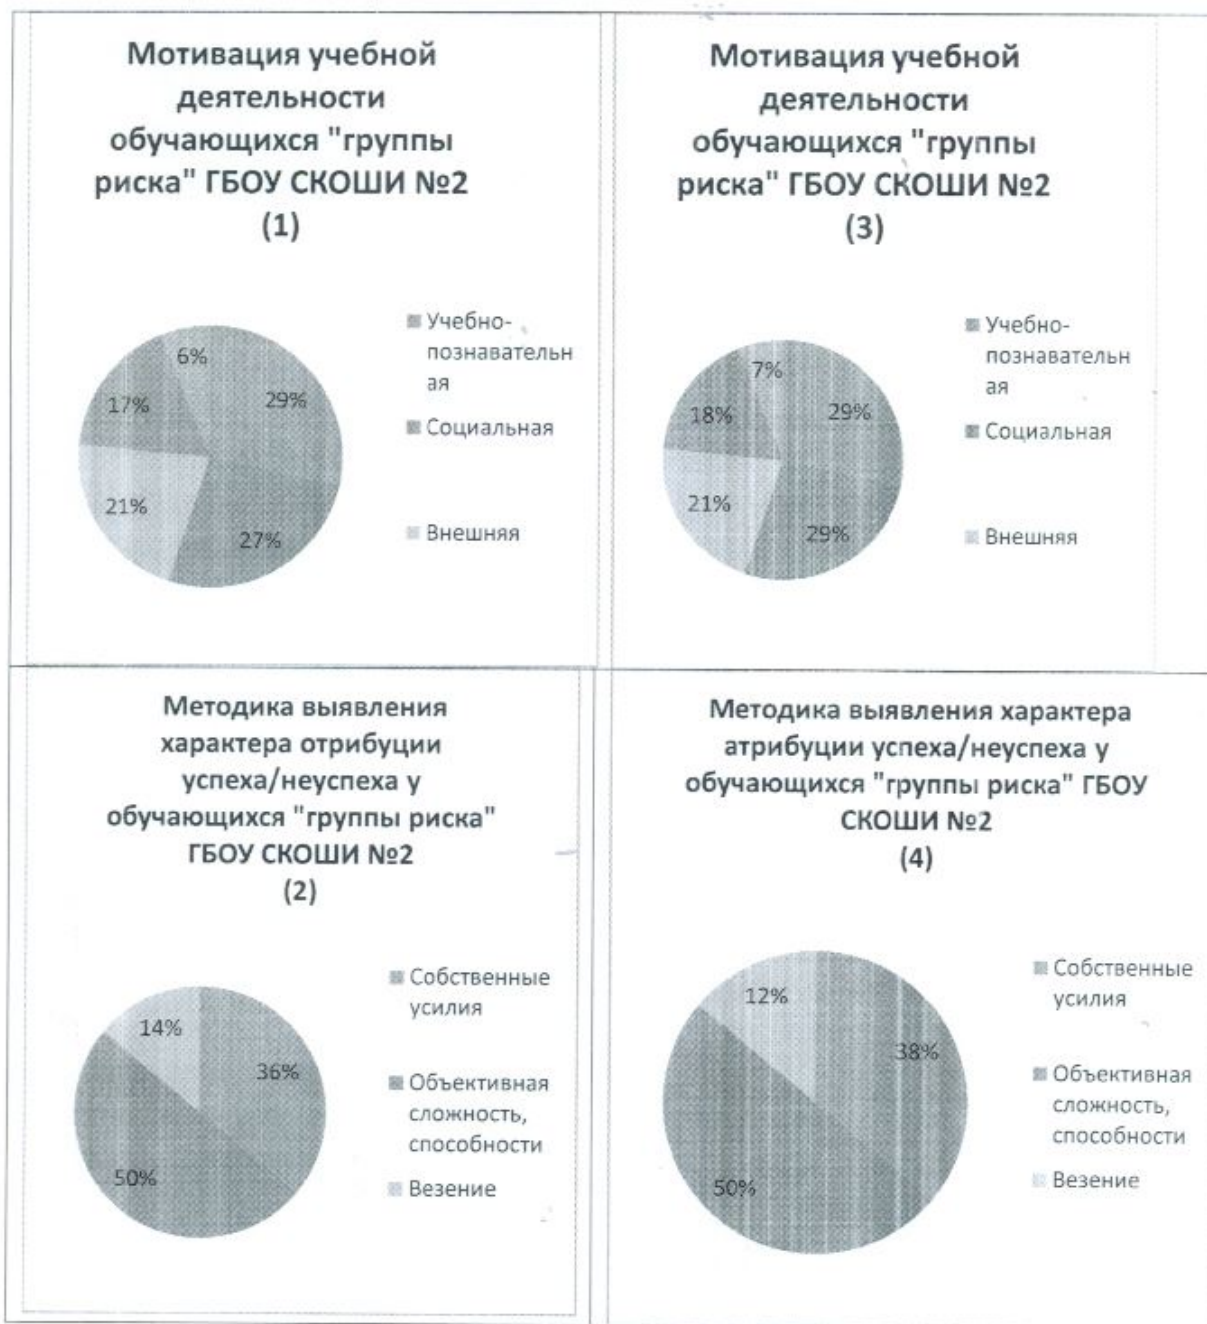 Мотивация учебной
деятельности
обучающихся "группы
риска" ГБОУ СКОШИ №2
(1)
6%
29%
17%
21%
27%
Учебно-
познавательн
ая
Социальная
Внешняя
Мотивация учебной
деятельности
обучающихся "группы
риска" ГБОУ СКОШИ №2
(3)
7%
29%
18%
21%
29%
Учебно-
познавательн
ая
Социальная
Внешняя
Методика выявления
характера отрибуции
успеха/неуспеха у
обучающихся "группы риска"
ГБОУ СКОШИ №2
(2)
14%
36%
50%
Собственные
усилия
Объективная
сложность,
способности
Везение
Методика выявления характера
атрибуции успеха/неуспеха у
обучающихся "группы риска" ГБОУ
СКОШИ №2
(4)
12%
38%
50%
Собственные
усилия
Объективная
сложность,
способности
Везение